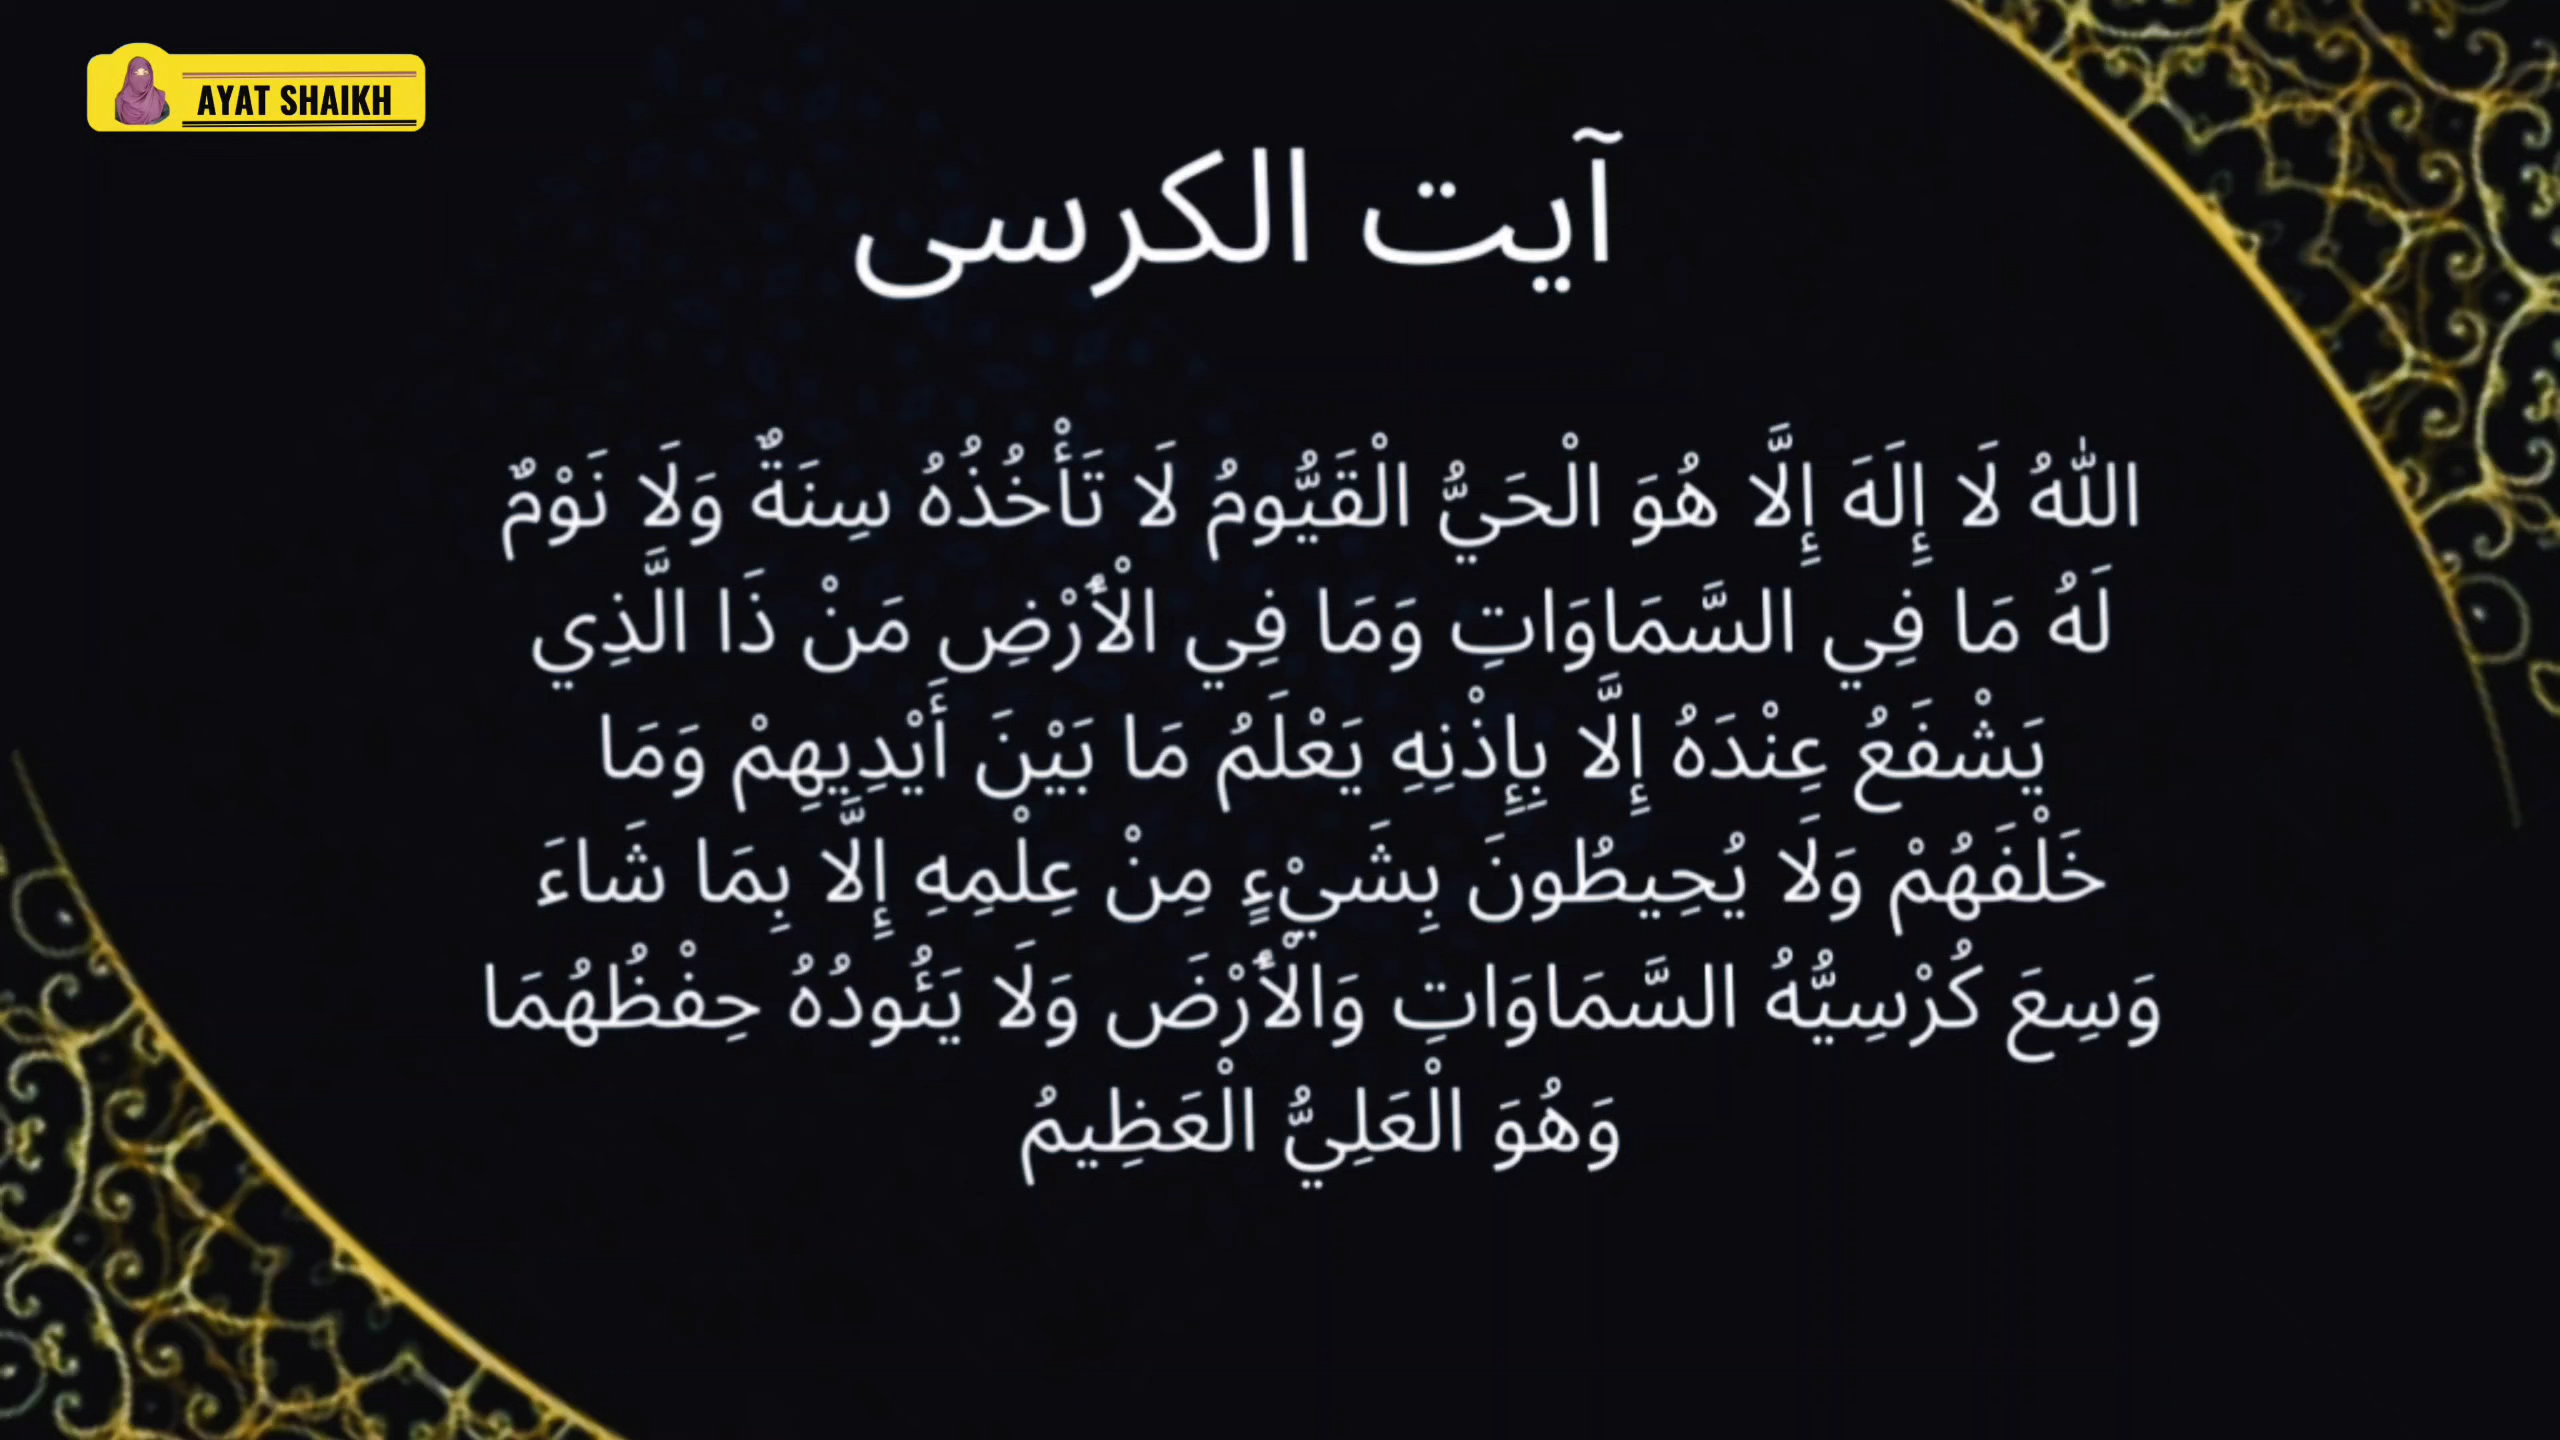 AYAT SHAIKH
آیت الکرسی
اللّٰهُ لَا إِلَهَ إِلَّا هُوَ الْحَيُّ الْقَيُّومُ لَا تَأْخُذُهُ سِنَةٌ وَلَا نَوْمٌ
لَهُ مَا فِي السَّمَاوَاتِ وَمَا فِي الْأَرْضِ مَنْ ذَا الَّذِي
يَشْفَعُ عِنْدَهُ إِلَّا بِإِذْنِهِ يَعْلَمُ مَا بَيْنَ أَيْدِيهِمْ وَمَا
خَلْفَهُمْ وَلَا يُحِيطُونَ بِشَيْءٍ مِنْ عِلْمِهِ إِلَّا بِمَا شَاءَ
وَسِعَ كُرْسِيُّهُ السَّمَاوَاتِ وَالْأَرْضَ وَلَا يَئُودُهُ حِفْظُهُمَا
وَهُوَ الْعَلِيُّ الْعَظِيمُ